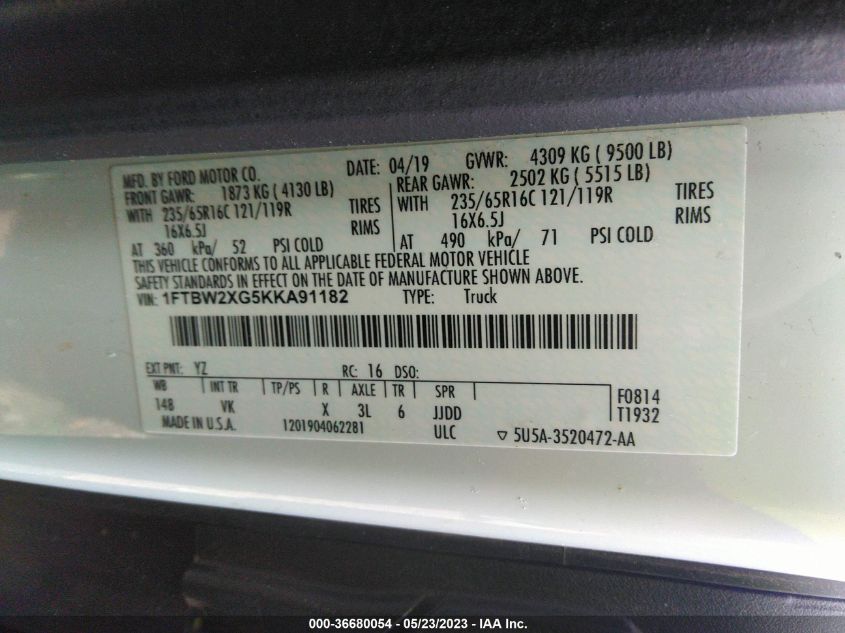 MFD. BY FORD MOTOR CO. DATE: 04/19 GVWR: 4309 KG ( 9500 LB)
FRONT GAWR: 1873 KG ( 4130 LB) REAR GAWR: 2502 KG ( 5515 LB)
WITH 235/65R16C 121/119R TIRES WITH 235/65R16C 121/119R TIRES
16X6.5J RIMS 16X6.5J RIMS
AT 360 kPa/ 52 PSI COLD AT 490 kPa/ 71 PSI COLD
THIS VEHICLE CONFORMS TO ALL APPLICABLE FEDERAL MOTOR VEHICLE
SAFETY STANDARDS IN EFFECT ON THE DATE OF MANUFACTURE SHOWN ABOVE.
VIN: 1FTBW2XG5KKA91182 TYPE: Truck
EXT PNT: YZ RC: 16 DSO:
WB INT TR TP/PS R AXLE TR SPR F0814
148 VK X 3L 6 JJDD T1932
MADE IN U.S.A. 1201904062281 ULC ▽ 5U5A-3520472-AA
000-36680054 - 05/23/2023 - IAA Inc.